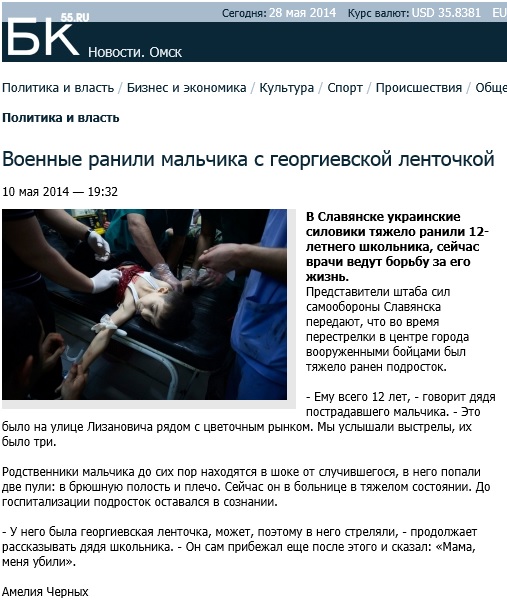 55.RU
БК Новости. Омск
Сегодня: 28 мая 2014 Курс валют: USD 35.8381 EU
Политика и власть / Бизнес и экономика / Культура / Спорт / Происшествия / Обще
Политика и власть
Военные ранили мальчика с георгиевской ленточкой
10 мая 2014 — 19:32
В Славянске украинские
силовики тяжело ранили 12-
летнего школьника, сейчас
врачи ведут борьбу за его
жизнь.
Представители штаба сил
самообороны Славянска
передают, что во время
перестрелки в центре города
вооруженными бойцами был
тяжело ранен подросток.
- Ему всего 12 лет, - говорит дядя
пострадавшего мальчика. - Это
было на улице Лизановича рядом с цветочным рынком. Мы услышали выстрелы, их
было три.
Родственники мальчика до сих пор находятся в шоке от случившегося, в него попали
две пули: в брюшную полость и плечо. Сейчас он в больнице в тяжелом состоянии. До
госпитализации подросток оставался в сознании.
- У него была георгиевская ленточка, может, поэтому в него стреляли, - продолжает
рассказывать дядя школьника. - Он сам прибежал еще после этого и сказал: «Мама,
меня убили».
Амелия Черных